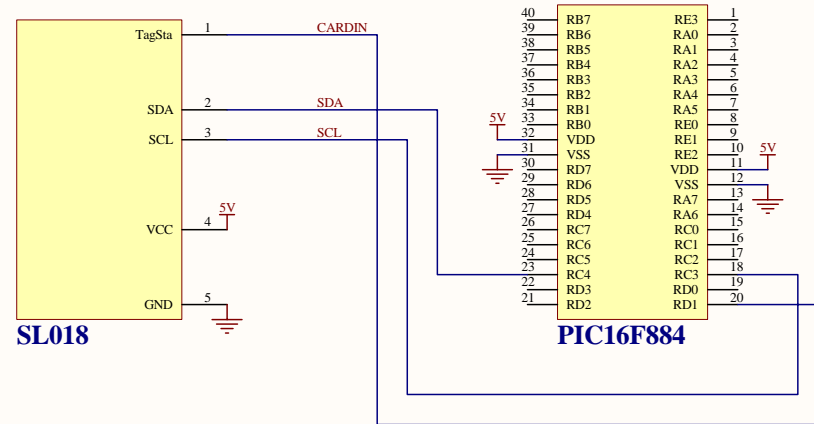 1
TagSta
CARDIN
2
SDA
SDA
3
SCL
SCL
5V
4
VCC
5
GND
SL018
40 RB7 RE3 1
39 RB6 RA0 2
38 RB5 RA1 3
37 RB4 RA2 4
36 RB3 RA3 5
35 RB2 RA4 6
34 RB1 RA5 7
33 RB0 RE0 8
5V
32 VDD RE1 9
31 VSS RE2 10
5V
30 RD7 VDD 11
29 RD6 VSS 12
28 RD5 RA7 13
27 RD4 RA6 14
26 RC7 RC0 15
25 RC6 RC1 16
24 RC5 RC2 17
23 RC4 RC3 18
22 RD3 RD0 19
21 RD2 RD1 20
PIC16F884